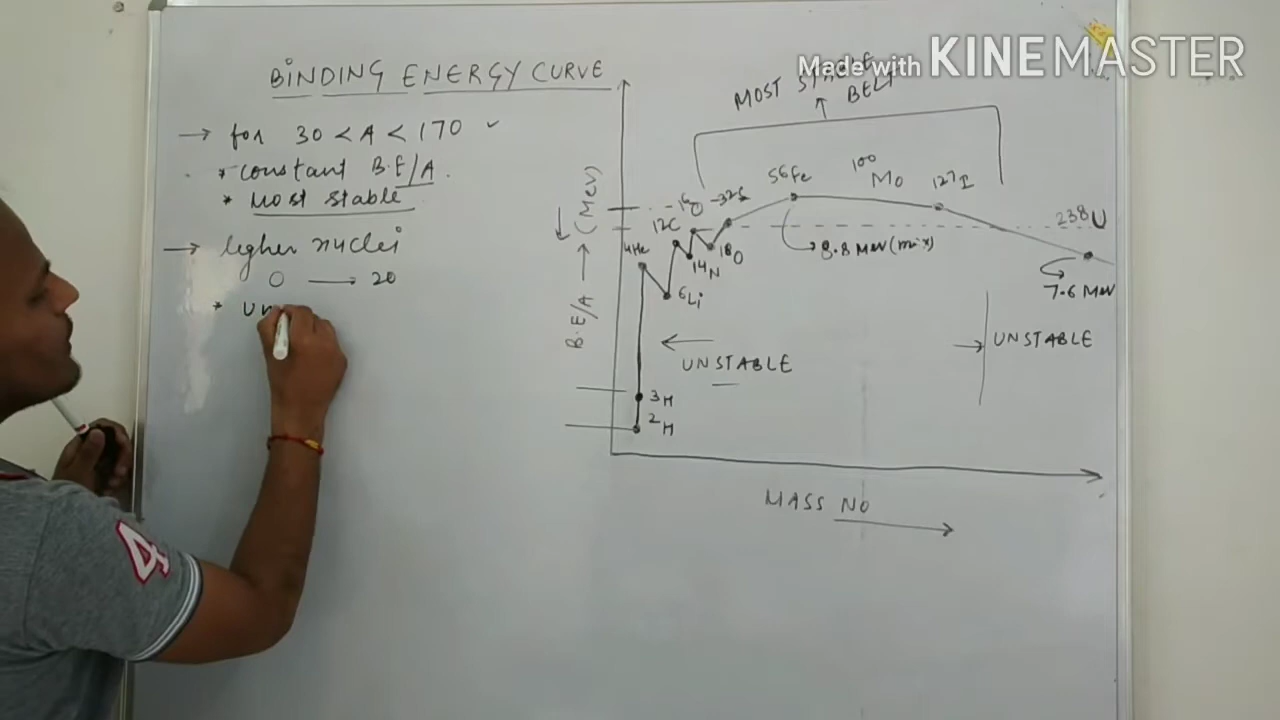 Made with KINEMASTER
BINDING ENERGY CURVE
→ for 30 < A < 170 ✓
* constant B.E/A.
* Most stable
→ ligher nuclei
0 → 20
* Un
MOST STABLE
BELT
B.E/A → (MeV)
56Fe
100Mo
127I
16O
32S
12C
238U
4He
18O
14N
8.8 MeV (max)
6Li
7.6 MeV
← UNSTABLE
→ UNSTABLE
3H
2H
MASS NO
4